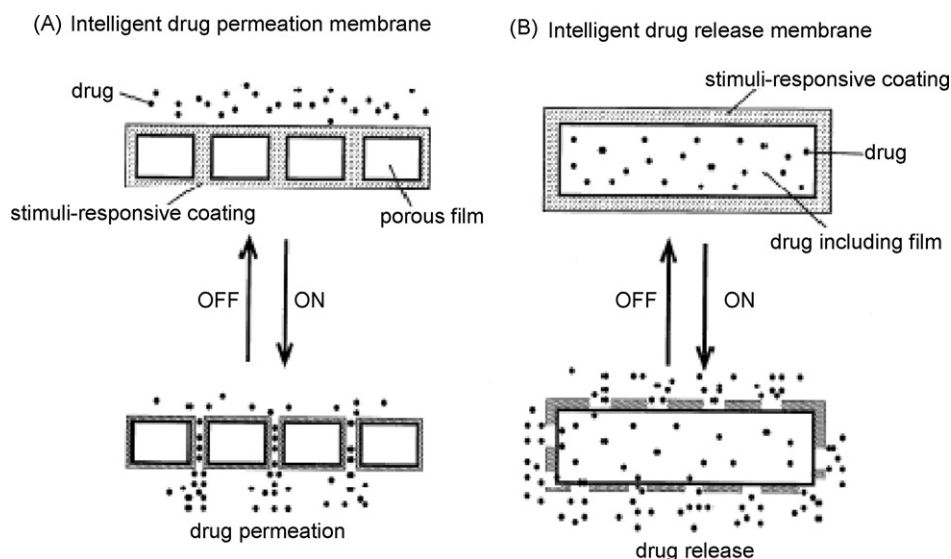 (A) Intelligent drug permeation membrane
drug
stimuli-responsive coating
porous film
OFF
ON
drug permeation
(B) Intelligent drug release membrane
stimuli-responsive coating
drug
drug including film
OFF
ON
drug release